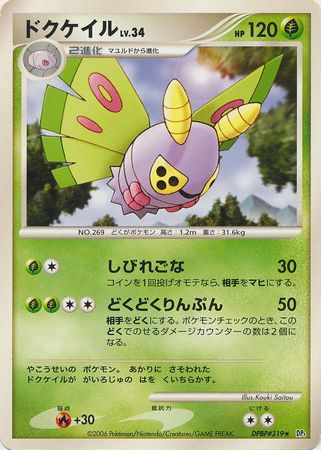 ドクケイル LV.34 HP 120
2進化 マユルドから進化
NO.269 どくがポケモン 高さ：1.2m 重さ：31.6kg
しびれごな 30
コインを1回投げオモテなら、相手をマヒにする。
どくどくりんぷん 50
相手をどくにする。ポケモンチェックのとき、このどく
でのせるダメージカウンターの数は2個に
なる。
やこうせいの ポケモン。 あかりに さそわれた
ドクケイルが がいろじゅの はを くいちらかす。
Illus.Kouki Saitou
弱点 抵抗力 にげる
+30
©2006 Pokémon/Nintendo/Creatures/GAME FREAK. DPBP#319★ DP1